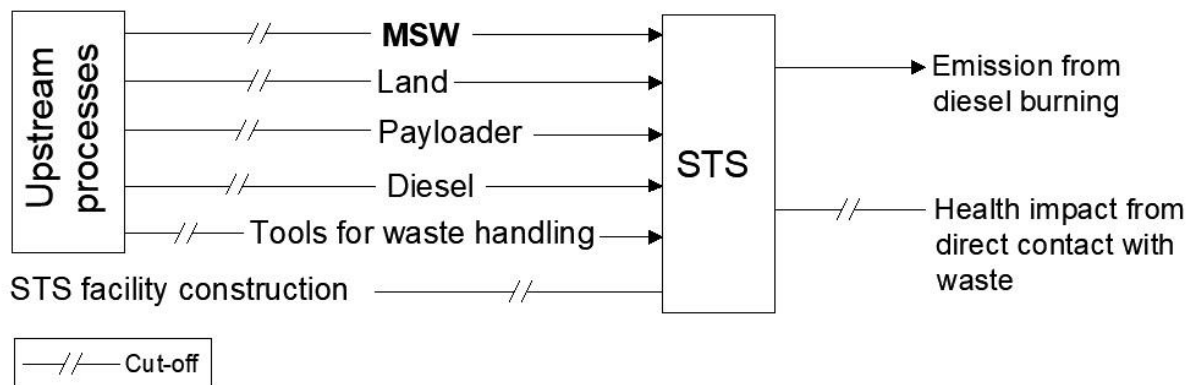 Upstream
processes
MSW
Land
Payloader
Diesel
Tools for waste handling
STS facility construction
STS
Emission from
diesel burning
Health impact from
direct contact with
waste
Cut-off